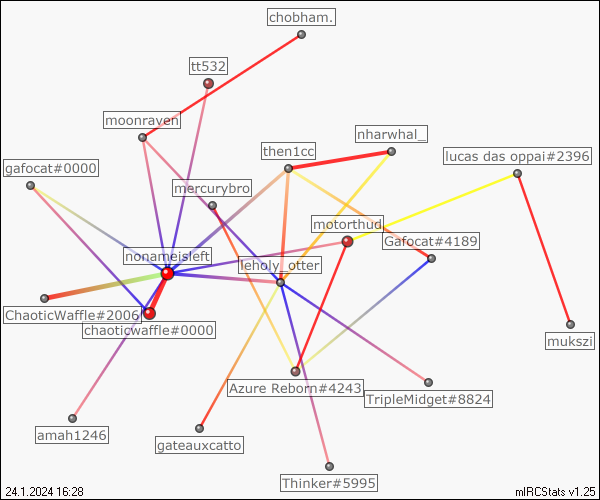 chobham.
tt532
moonraven
nharwhal_
then1cc
lucas das oppai#2396
gafocat#0000
mercurybro
motorthud
Gafocat#4189
nonameisleft
leholy_otter
ChaoticWaffle#2006
chaoticwaffle#0000
mukszi
Azure Reborn#4243
TripleMidget#8824
amah1246
gateauxcatto
Thinker#5995
24.1.2024 16:28
mIRCStats v1.25